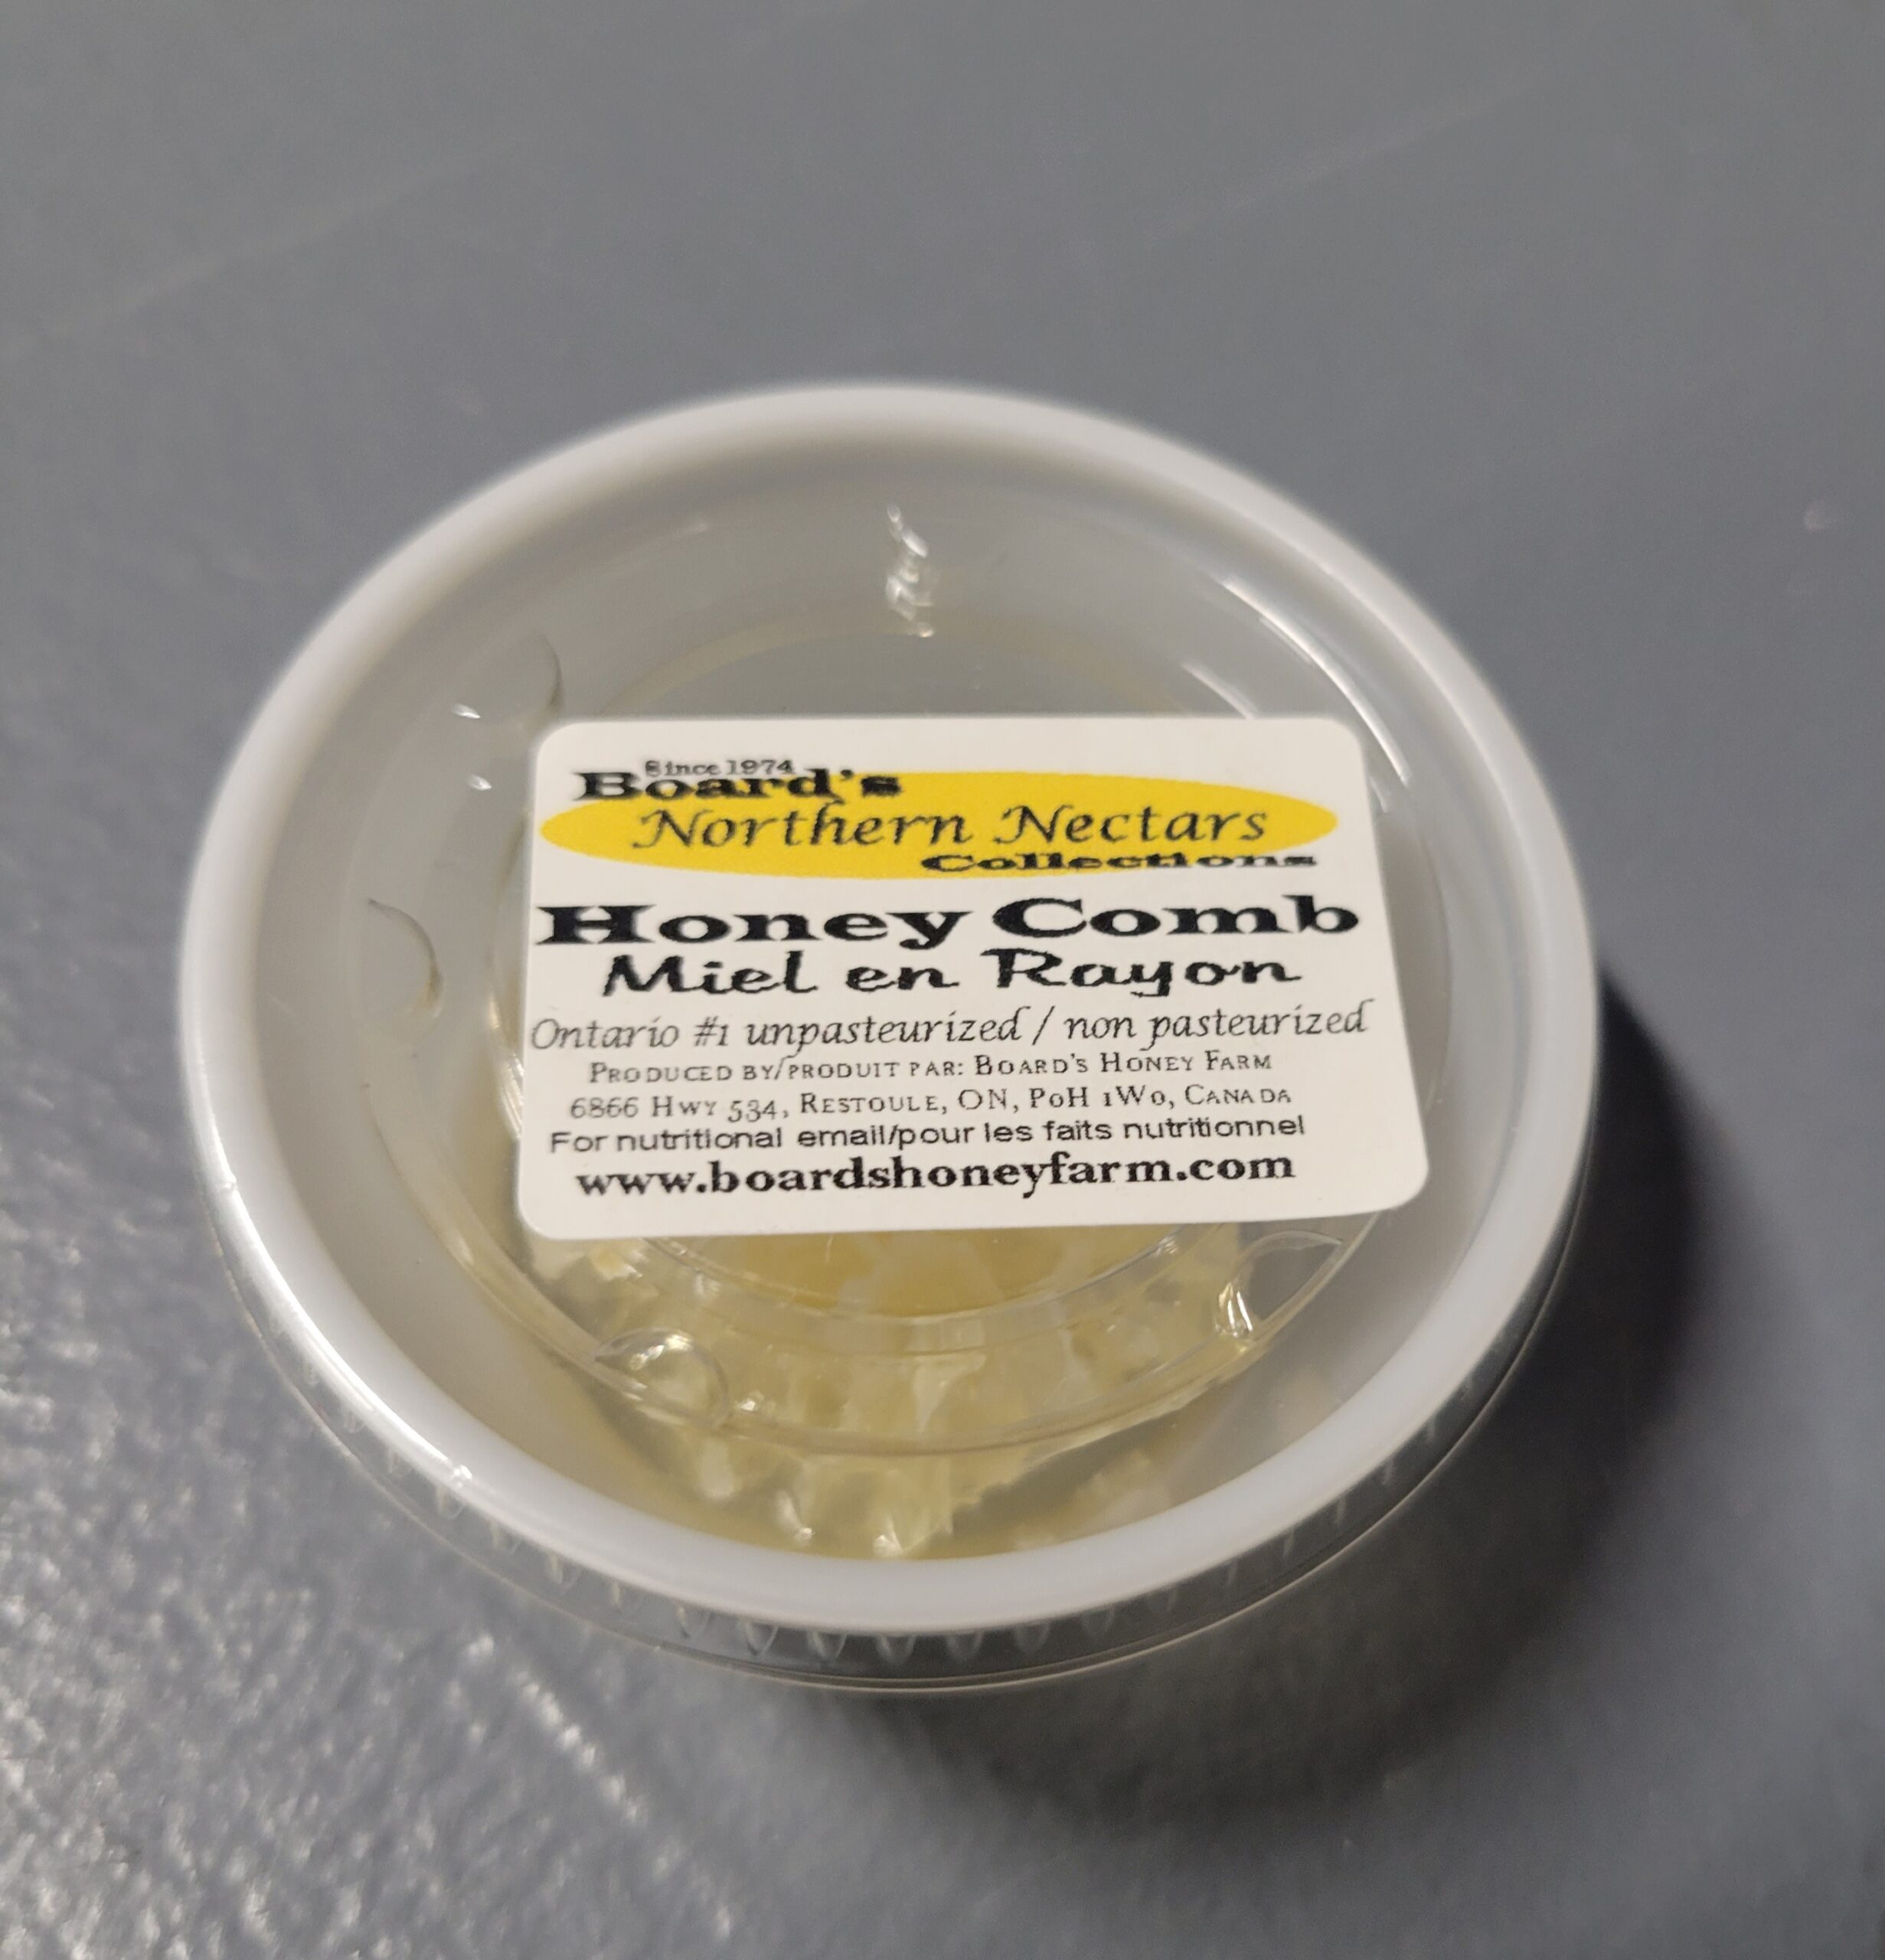 Since 1974
Board's
Northern Nectars
Collections
Honey Comb
Miel en Rayon
Ontario #1 unpasteurized / non pasteurized
Produced by/produit par: Board's Honey Farm
6866 Hwy 534, Restoule, ON, P0H 1W0, Canada
For nutritional email/pour les faits nutritionnel
www.boardshoneyfarm.com